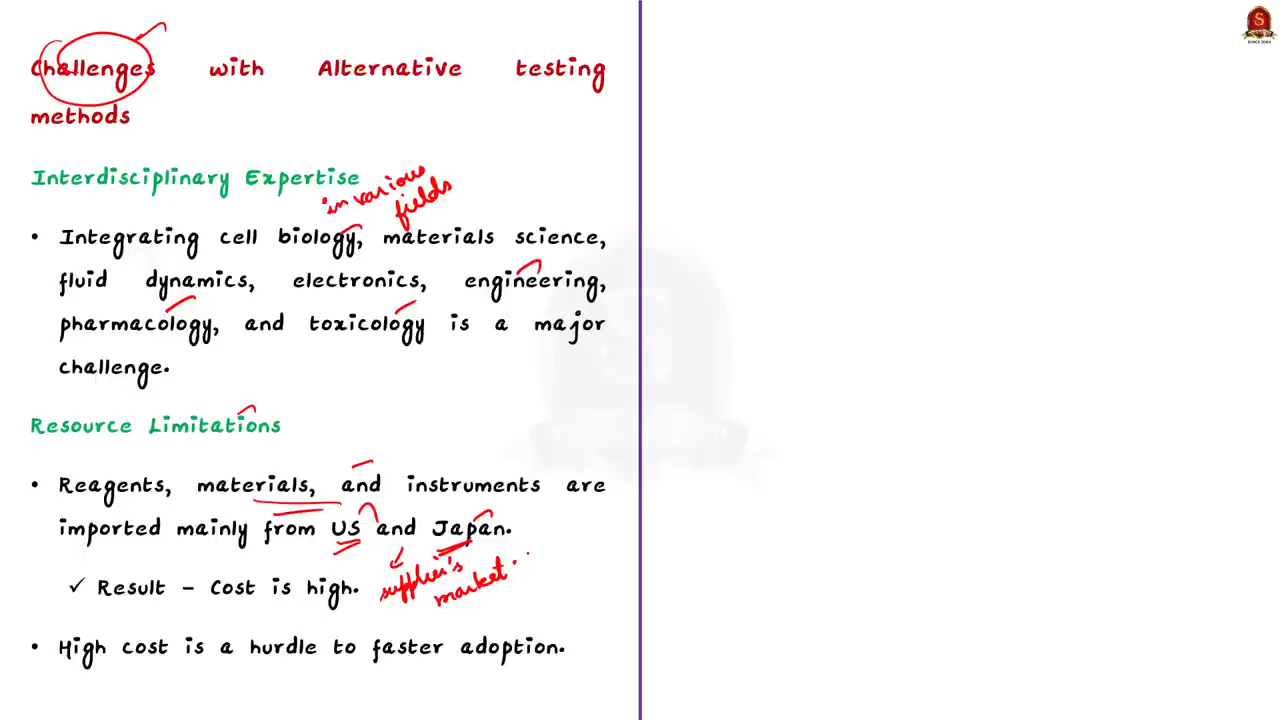 Challenges with Alternative testing
methods
Interdisciplinary Expertise
in various
fields
• Integrating cell biology, materials science,
fluid dynamics, electronics, engineering,
pharmacology, and toxicology is a major
challenge.
Resource Limitations
• Reagents, materials, and instruments are
imported mainly from US and Japan.
✓ Result - Cost is high.
supplier's
market
• High cost is a hurdle to faster adoption.
S
SINCE 2004